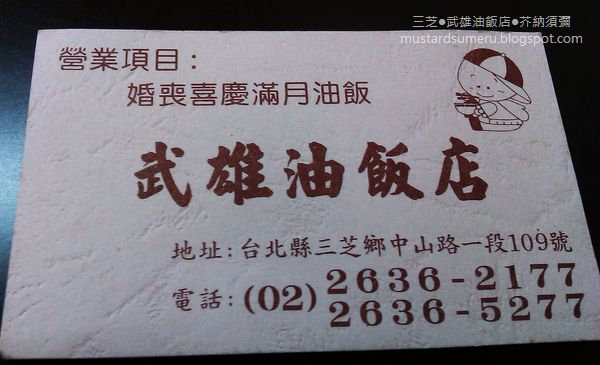 三芝●武雄油飯店●芥納須彌
mustardsumeru.blogspot.com
營業項目:
婚喪喜慶滿月油飯
武雄油飯店
地址:台北縣三芝鄉中山路一段109號
電話:(02)2636-2177
2636-5277